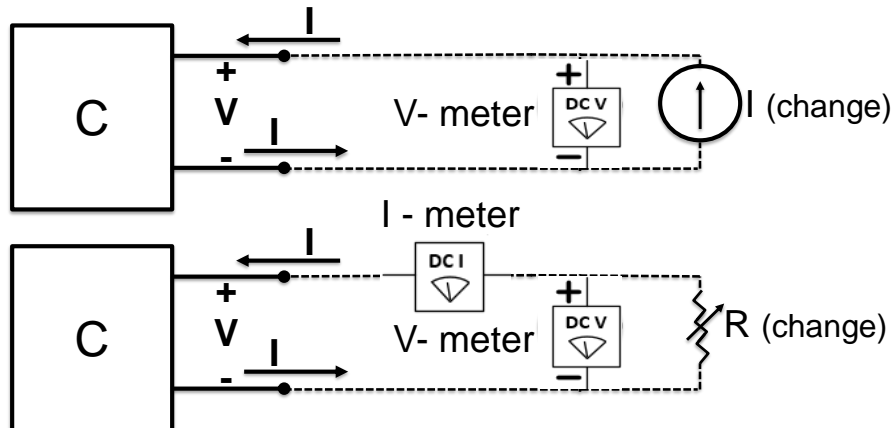 I
+
C
V
V- meter
+
DC V
I (change)
-
I
I - meter
I
DC I
+
C
V
V- meter
+
DC V
R (change)
-
I